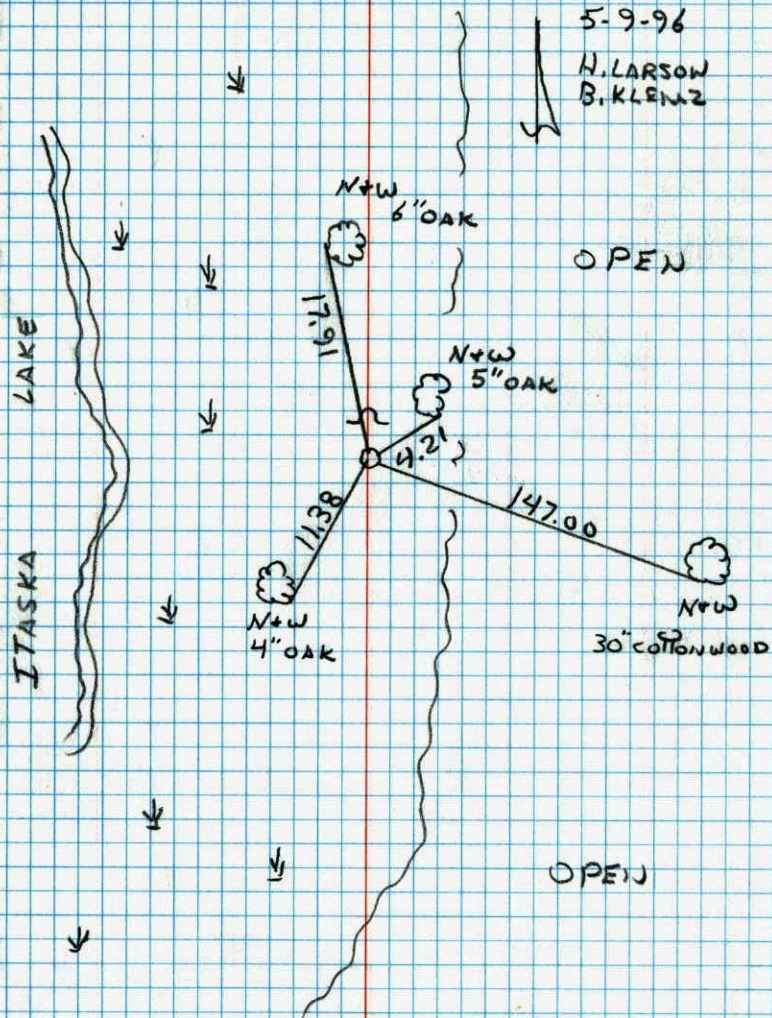 5-9-96
H. LARSON
B. KLEMZ
N+W
6" OAK
OPEN
16.71
LAKE
N+W
5" OAK
4.21
147.00
11.38
ITASKA
N+W
4" OAK
N+W
30" COTTONWOOD
OPEN